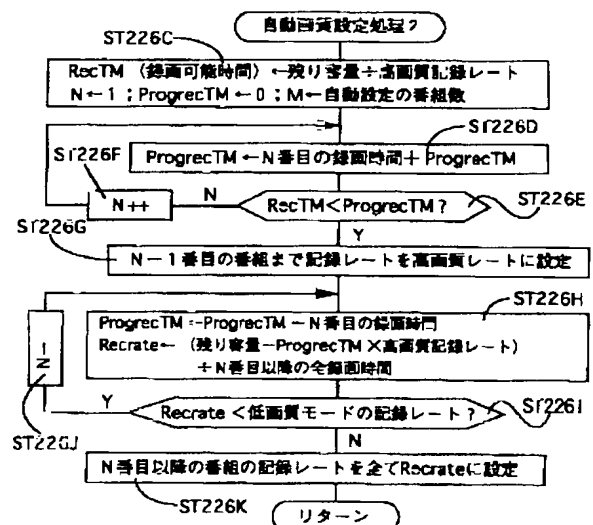 自動画質設定処理2
ST226C
RecTM（録画可能時間）←残り容量÷高画質記録レート
N←1；ProgrecTM←0；M←自動設定の番組数
ST226D
ProgrecTM←N番目の録画時間＋ProgrecTM
ST226F
N++
N
RecTM<ProgrecTM？
ST226E
ST226G
Y
N−1番目の番組まで記録レートを高画質レートに設定
ST226H
ProgrecTM=ProgrecTM−N番目の録画時間
Recrate←（残り容量−ProgrecTM×高画質記録レート）
÷N番目以降の全録画時間
N--
Y
Recrate<低画質モードの記録レート？
ST226I
ST226J
N
N番目以降の番組の記録レートを全てRecrateに設定
ST226K
リターン